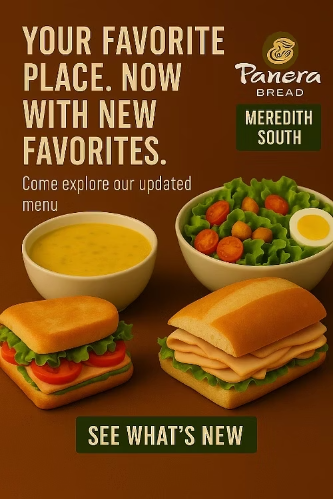 YOUR FAVORITE
PLACE. NOW
WITH NEW
FAVORITES.
Come explore our updated
menu
Panera
BREAD
MEREDITH
SOUTH
SEE WHAT'S NEW